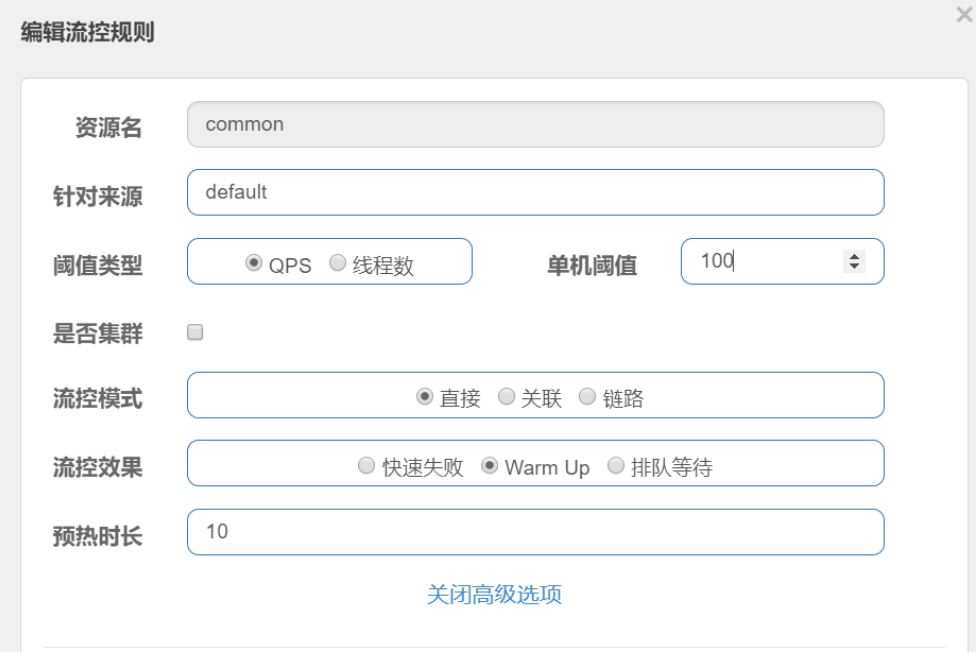 编辑流控规则
×
资源名 common
针对来源 default
阈值类型 QPS 线程数 单机阈值 100
是否集群
流控模式 直接 关联 链路
流控效果 快速失败 Warm Up 排队等待
预热时长 10
关闭高级选项